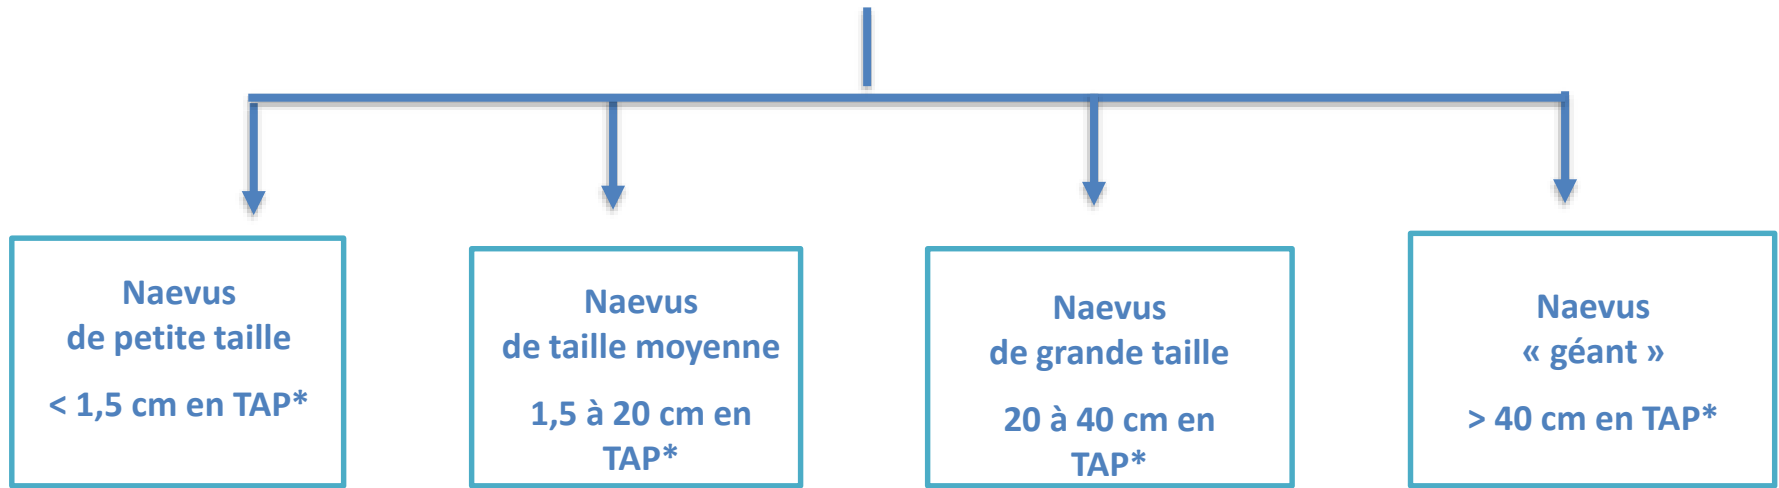 Naevus
de petite taille
< 1,5 cm en TAP*
Naevus
de taille moyenne
1,5 à 20 cm en
TAP*
Naevus
de grande taille
20 à 40 cm en
TAP*
Naevus
« géant »
> 40 cm en TAP*